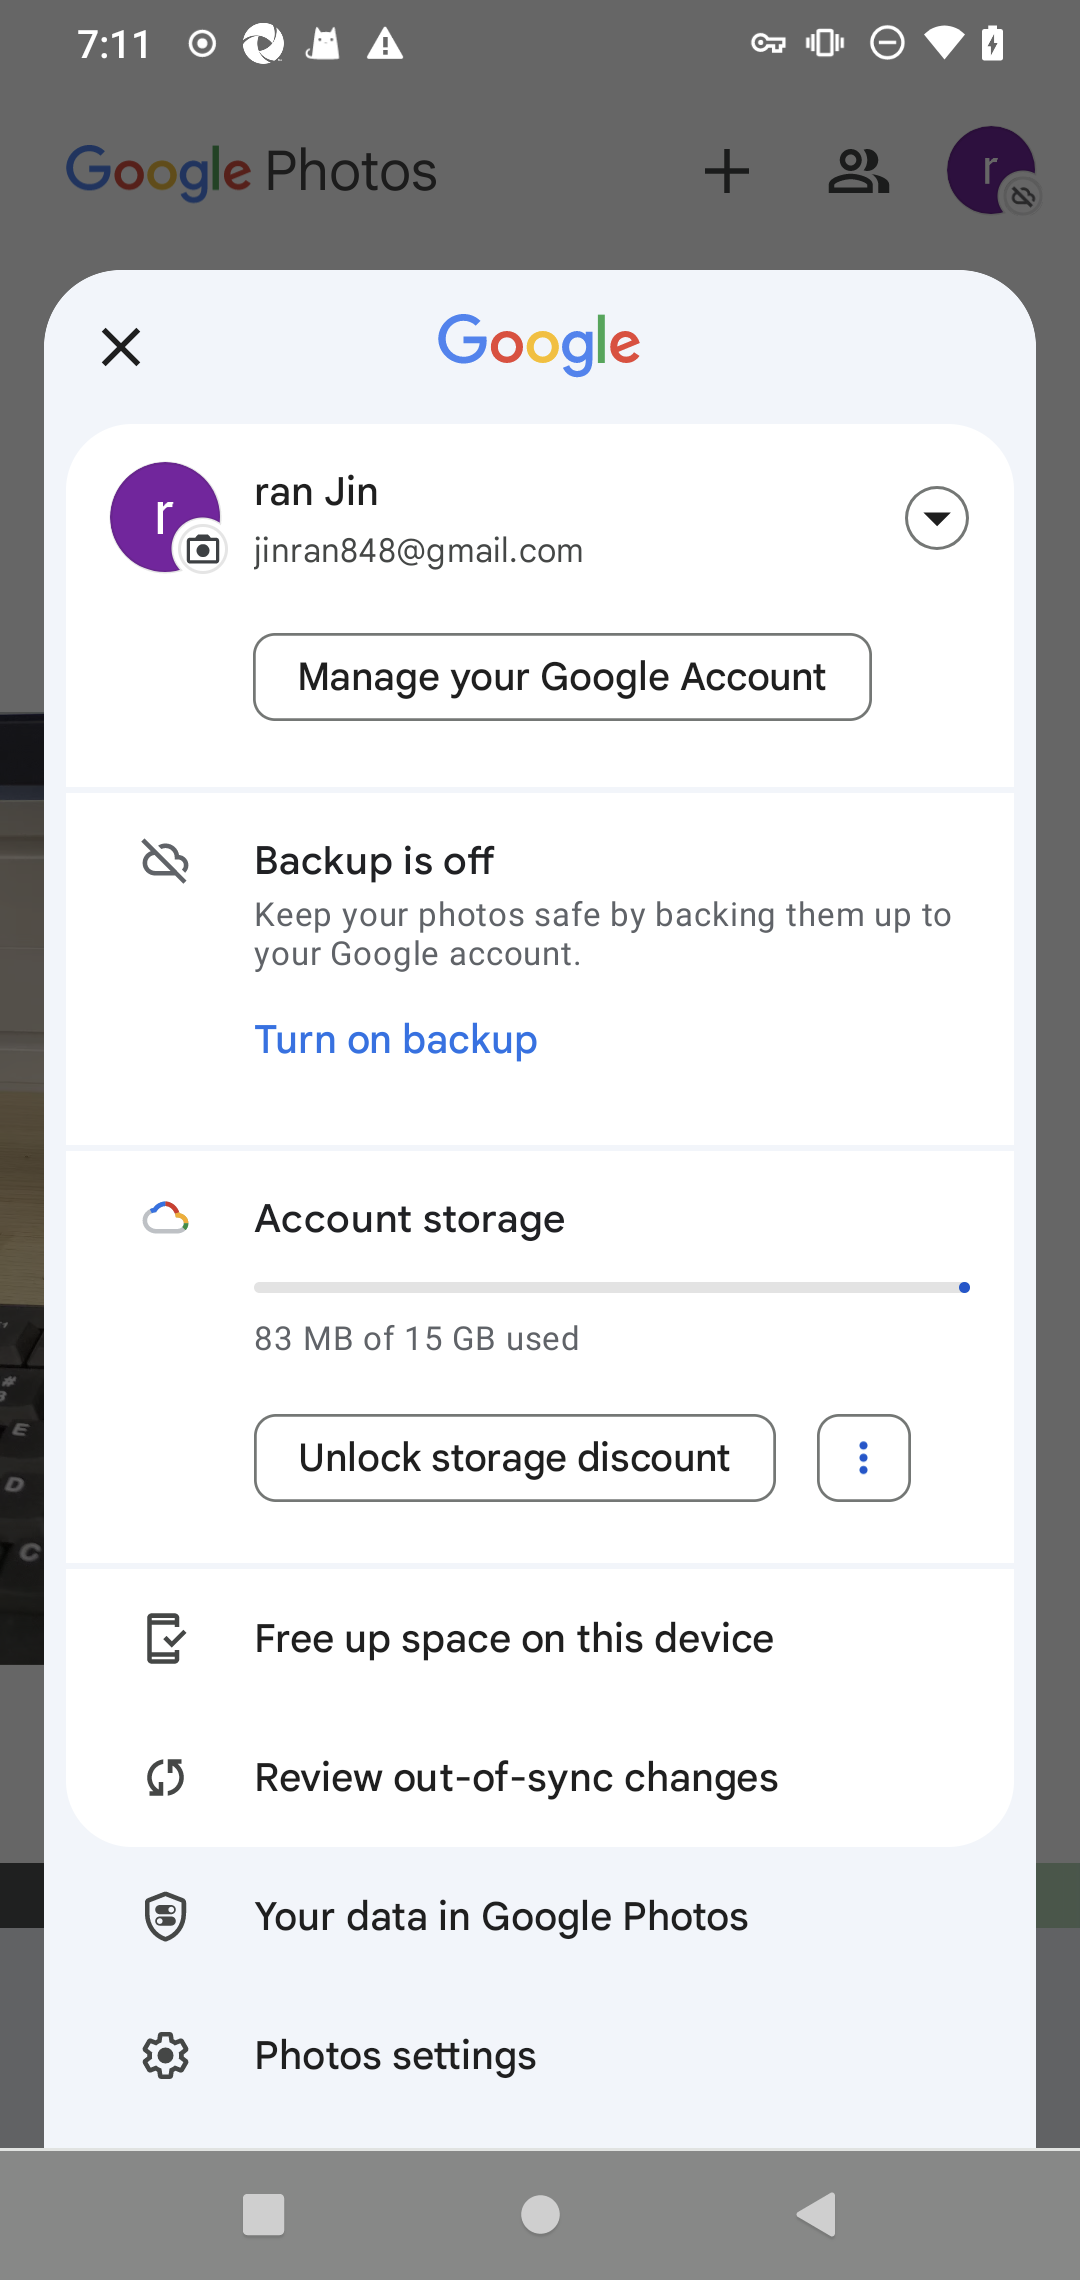 7:11
Google Photos
r
Google
r
ran Jin
jinran848@gmail.com
Manage your Google Account
Backup is off
Keep your photos safe by backing them up to
your Google account.
Turn on backup
Account storage
83 MB of 15 GB used
#
3
E
D
C
Unlock storage discount
Free up space on this device
Review out-of-sync changes
Your data in Google Photos
Photos settings